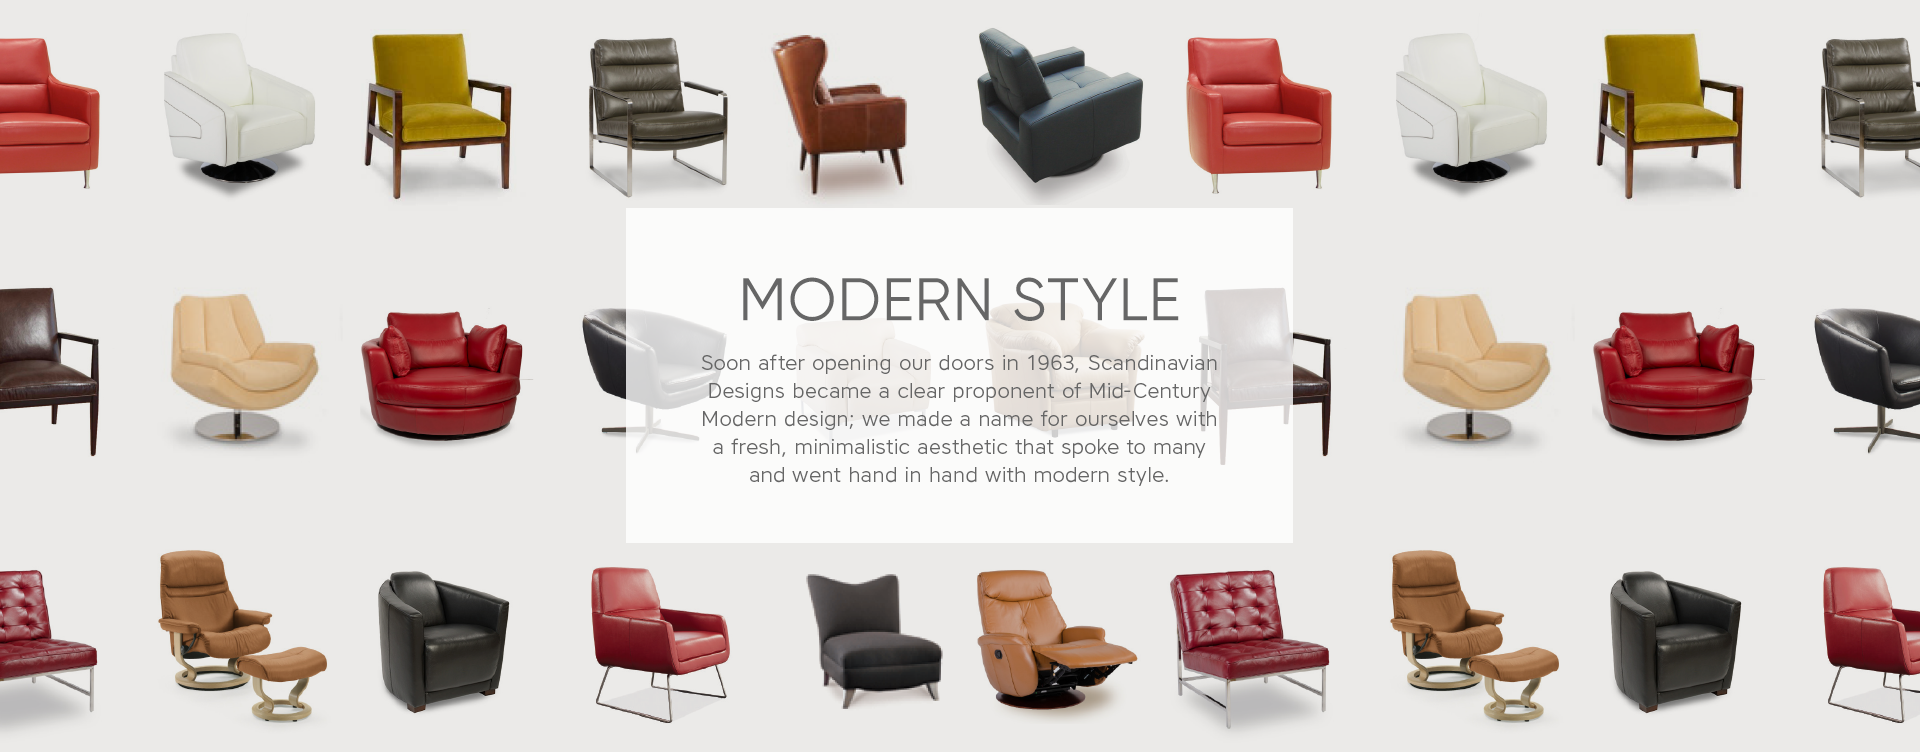 MODERN STYLE
Soon after opening our doors in 1963, Scandinavian
Designs became a clear proponent of Mid-Century
Modern design; we made a name for ourselves with
a fresh, minimalistic aesthetic that spoke to many
and went hand in hand with modern style.